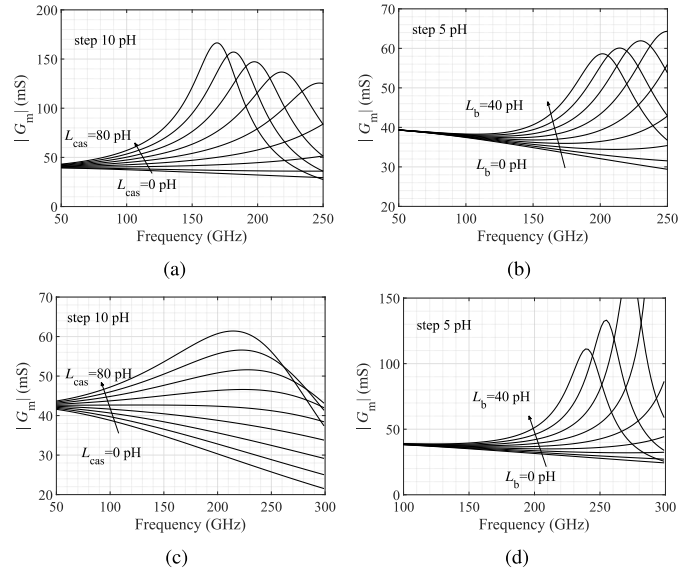 200
150
100
50
0
| G_m| (mS)
step 10 pH
L_cas=80 pH
L_cas=0 pH
50 100 150 200 250
Frequency (GHz)
(a)
70
60
50
40
30
20
| G_m| (mS)
step 5 pH
L_b=40 pH
L_b=0 pH
50 100 150 200 250
Frequency (GHz)
(b)
70
60
50
40
30
20
| G_m| (mS)
step 10 pH
L_cas=80 pH
L_cas=0 pH
50 100 150 200 250 300
Frequency (GHz)
(c)
150
100
50
0
| G_m| (mS)
step 5 pH
L_b=40 pH
L_b=0 pH
100 150 200 250 300
Frequency (GHz)
(d)